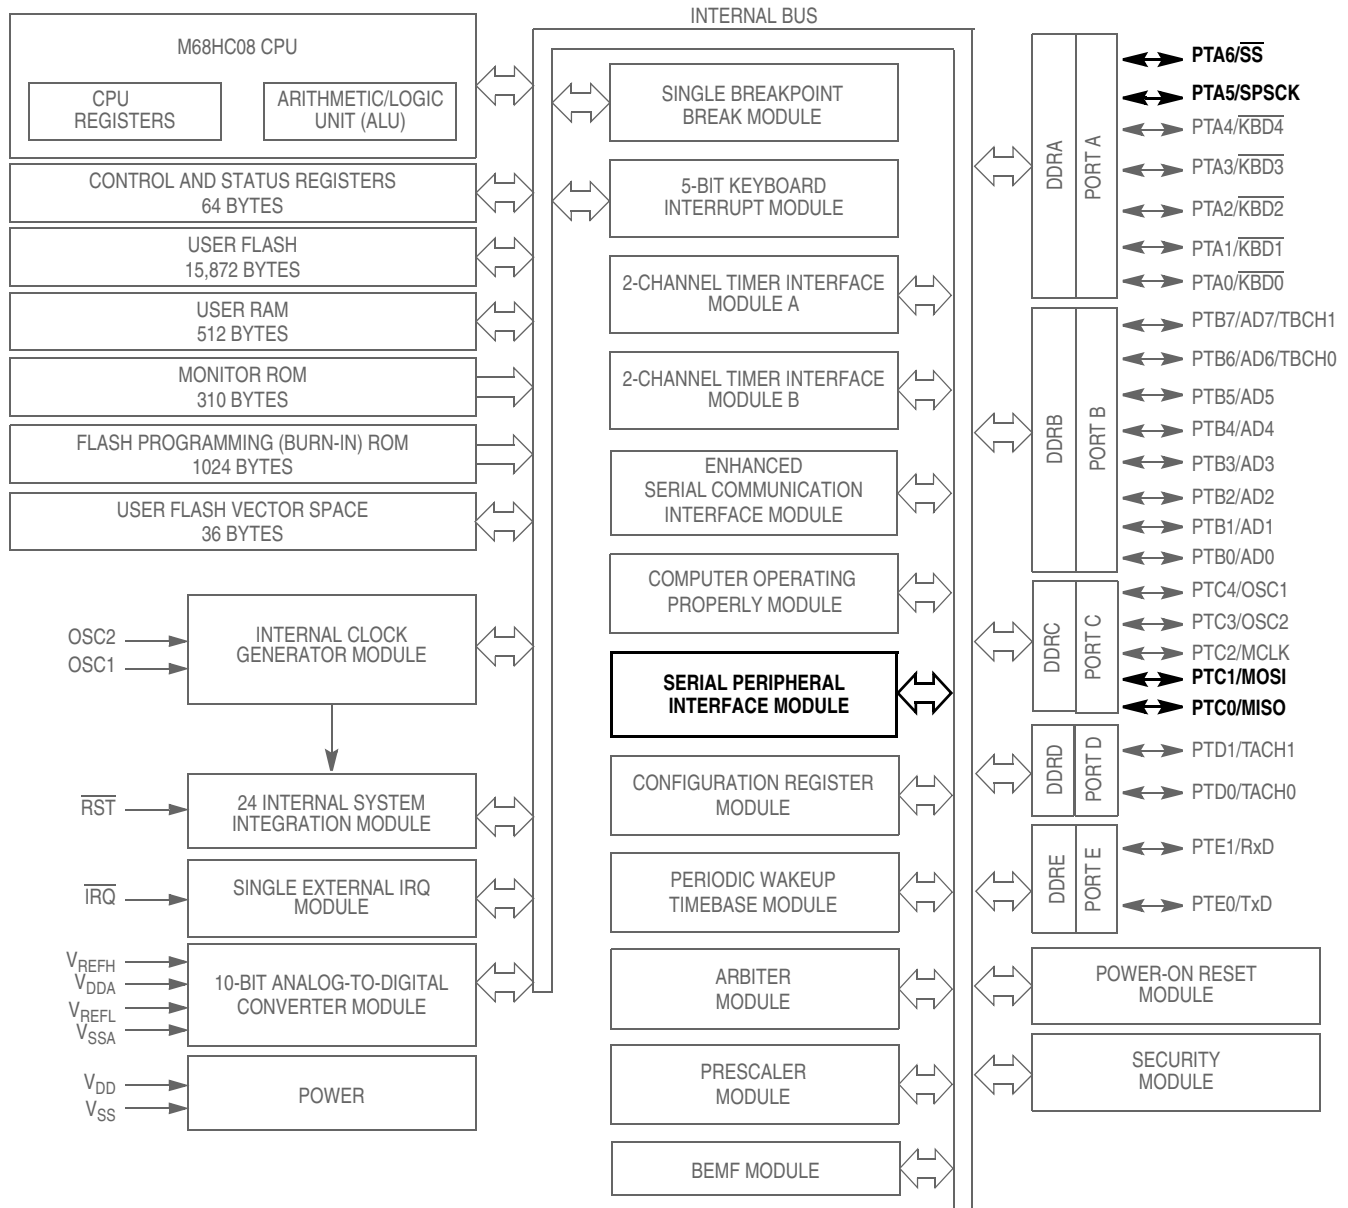 INTERNAL BUS
M68HC08 CPU
CPU
REGISTERS
ARITHMETIC/LOGIC
UNIT (ALU)
CONTROL AND STATUS REGISTERS
64 BYTES
USER FLASH
15,872 BYTES
USER RAM
512 BYTES
MONITOR ROM
310 BYTES
FLASH PROGRAMMING (BURN-IN) ROM
1024 BYTES
USER FLASH VECTOR SPACE
36 BYTES
OSC2
OSC1
INTERNAL CLOCK
GENERATOR MODULE
R̅S̅T̅
24 INTERNAL SYSTEM
INTEGRATION MODULE
I̅R̅Q̅
SINGLE EXTERNAL IRQ
MODULE
VREFH
VDDA
VREFL
VSSA
10-BIT ANALOG-TO-DIGITAL
CONVERTER MODULE
VDD
VSS
POWER
SINGLE BREAKPOINT
BREAK MODULE
5-BIT KEYBOARD
INTERRUPT MODULE
2-CHANNEL TIMER INTERFACE
MODULE A
2-CHANNEL TIMER INTERFACE
MODULE B
ENHANCED
SERIAL COMMUNICATION
INTERFACE MODULE
COMPUTER OPERATING
PROPERLY MODULE
SERIAL PERIPHERAL
INTERFACE MODULE
CONFIGURATION REGISTER
MODULE
PERIODIC WAKEUP
TIMEBASE MODULE
ARBITER
MODULE
PRESCALER
MODULE
BEMF MODULE
DDRA
PORT A
PTA6/S̅S̅
PTA5/SPSCK
PTA4/K̅B̅D̅4̅
PTA3/K̅B̅D̅3̅
PTA2/K̅B̅D̅2̅
PTA1/K̅B̅D̅1̅
PTA0/K̅B̅D̅0̅
DDRB
PORT B
PTB7/AD7/TBCH1
PTB6/AD6/TBCH0
PTB5/AD5
PTB4/AD4
PTB3/AD3
PTB2/AD2
PTB1/AD1
PTB0/AD0
DDRC
PORT C
PTC4/OSC1
PTC3/OSC2
PTC2/MCLK
PTC1/MOSI
PTC0/MISO
DDRD
PORT D
PTD1/TACH1
PTD0/TACH0
DDRE
PORT E
PTE1/RxD
PTE0/TxD
POWER-ON RESET
MODULE
SECURITY
MODULE